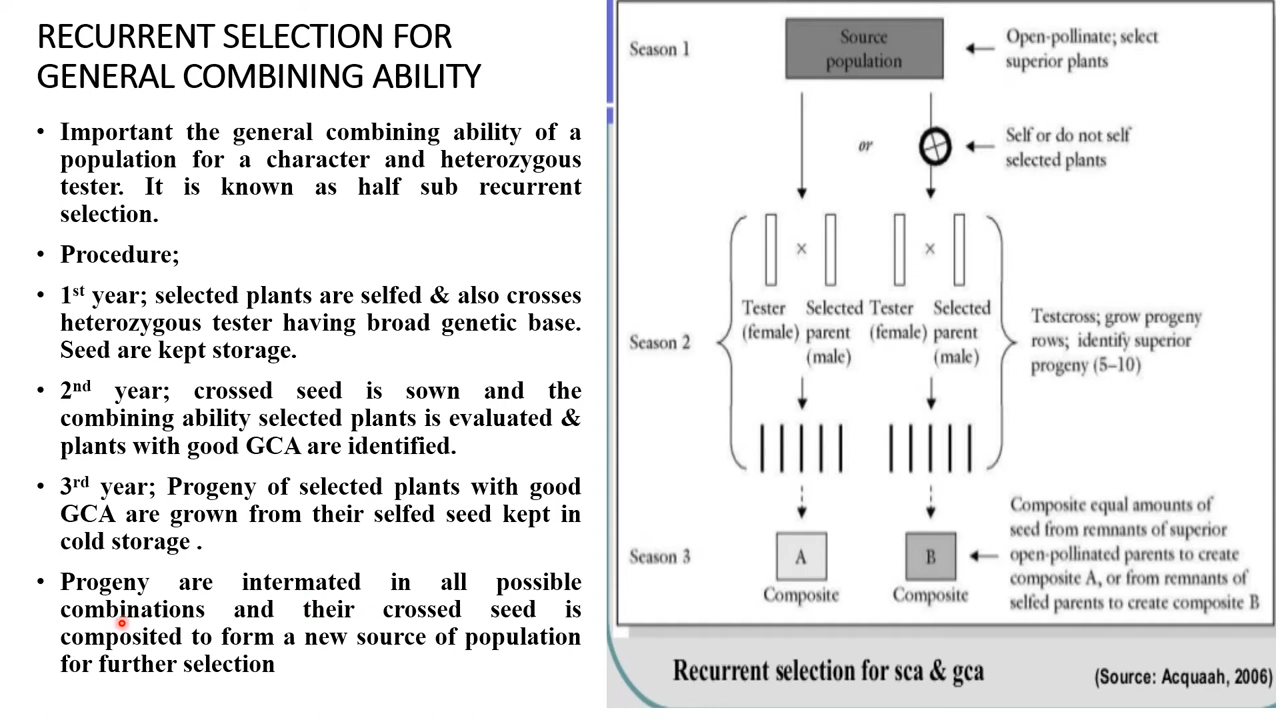 RECURRENT SELECTION FOR
GENERAL COMBINING ABILITY
• Important the general combining ability of a
population for a character and heterozygous
tester. It is known as half sub recurrent
selection.
• Procedure;
• 1st year; selected plants are selfed & also crosses
heterozygous tester having broad genetic base.
Seed are kept storage.
• 2nd year; crossed seed is sown and the
combining ability selected plants is evaluated &
plants with good GCA are identified.
• 3rd year; Progeny of selected plants with good
GCA are grown from their selfed seed kept in
cold storage .
• Progeny are intermated in all possible
combinations and their crossed seed is
composited to form a new source of population
for further selection
Season 1
Source
population
Open-pollinate; select
superior plants
or
Self or do not self
selected plants
× ×
Tester Selected Tester Selected
(female) parent (female) parent
(male) (male)
Season 2
Testcross; grow progeny
rows; identify superior
progeny (5–10)
Season 3
A
B
Composite Composite
Composite equal amounts of
seed from remnants of superior
open-pollinated parents to create
composite A, or from remnants of
selfed parents to create composite B
Recurrent selection for sca & gca
(Source: Acquaah, 2006)